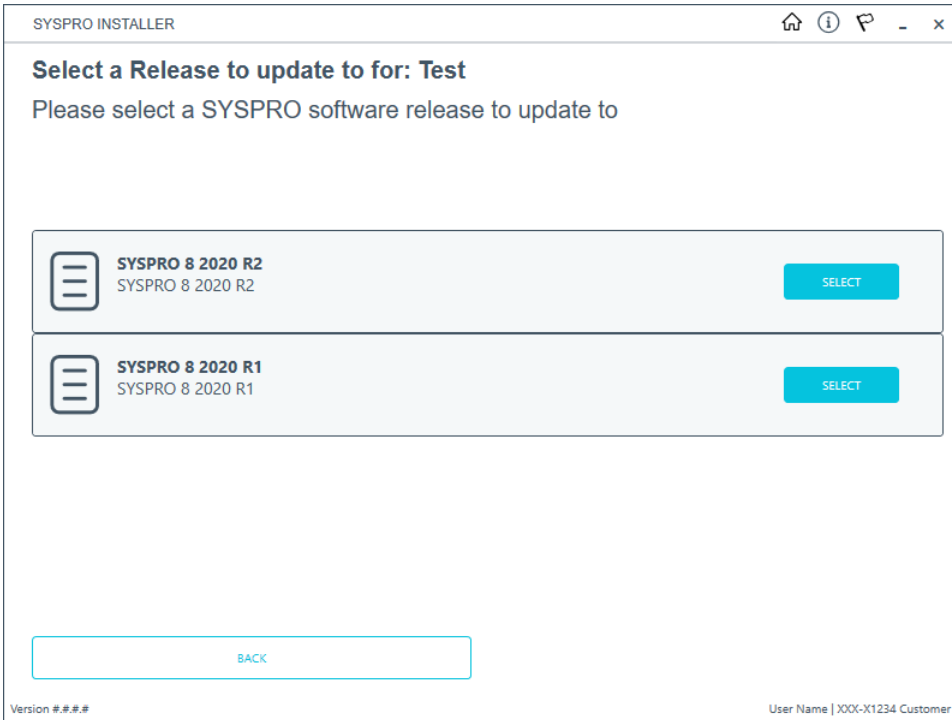 SYSPRO INSTALLER
Select a Release to update to for: Test
Please select a SYSPRO software release to update to
SYSPRO 8 2020 R2
SYSPRO 8 2020 R2
SELECT
SYSPRO 8 2020 R1
SYSPRO 8 2020 R1
SELECT
BACK
Version #.#.#.#
User Name | XXX-X1234 Customer